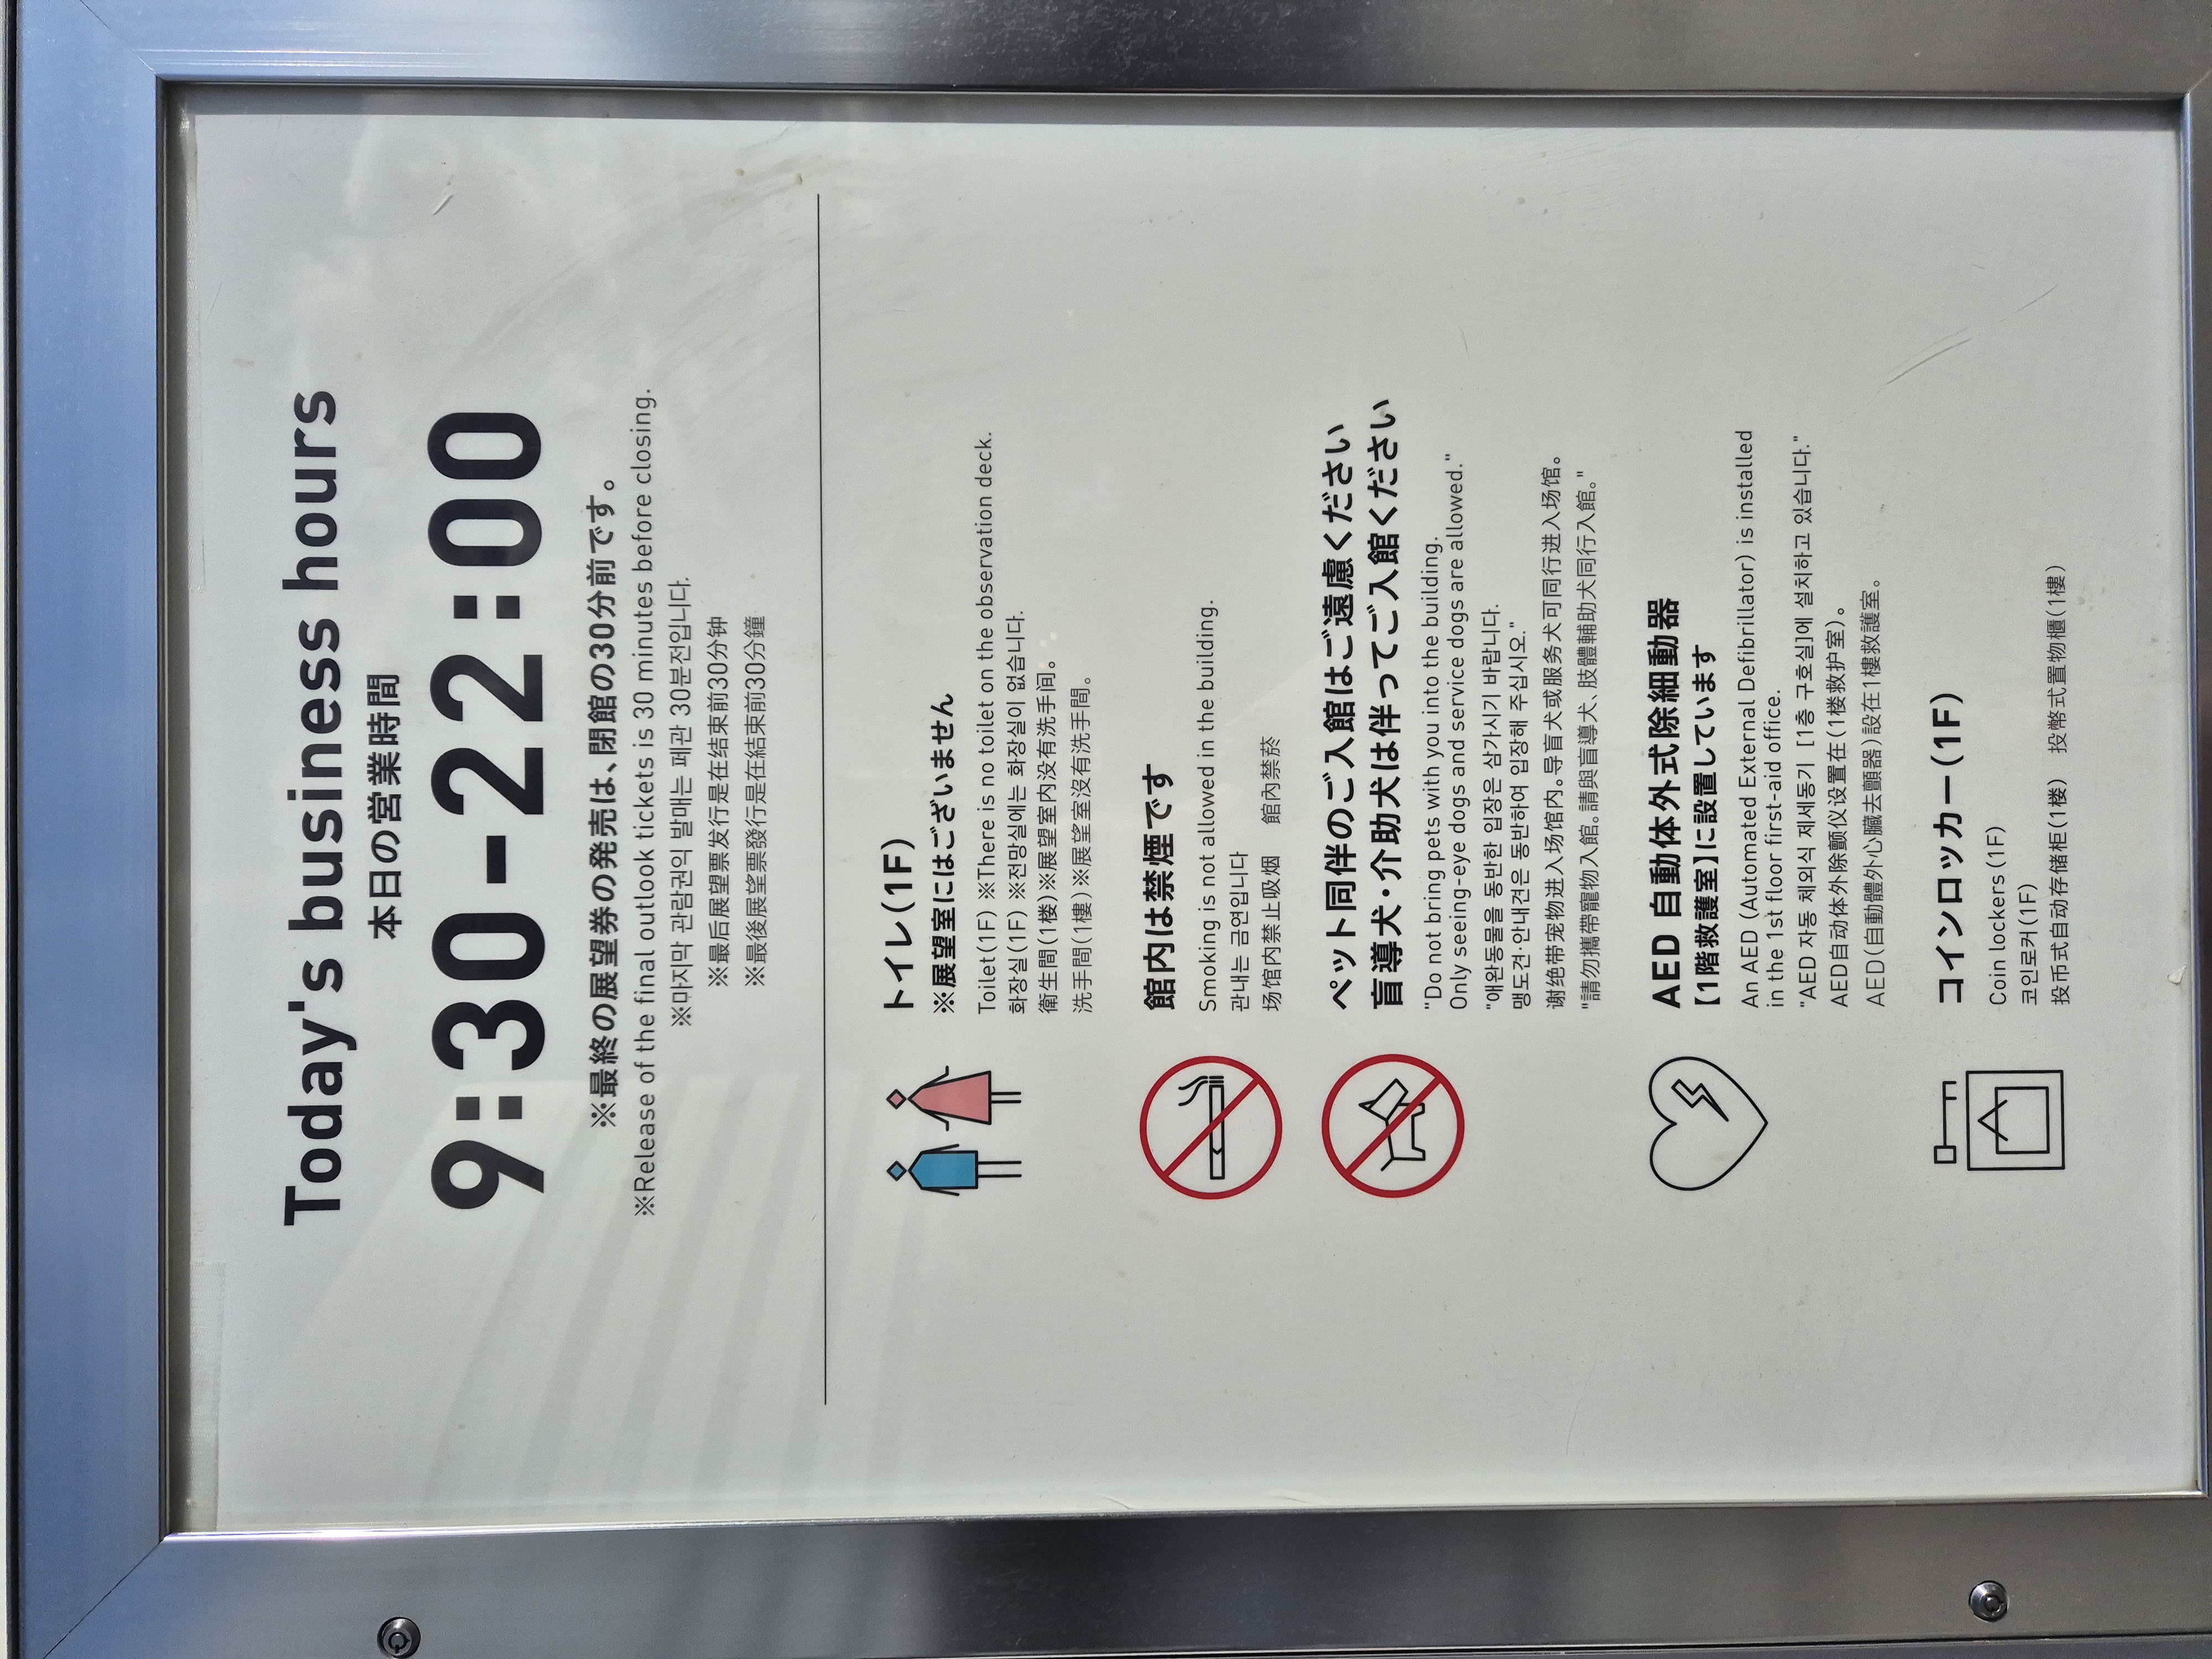 Today's business hours
本日の営業時間
9:30-22:00
※最終の展望券の発売は、閉館の30分前です。
※Release of the final outlook tickets is 30 minutes before closing.
※마지막 관람권의 발매는 폐관 30분전입니다.
※最后展望票发行是在结束前30分钟
※最後展望票發行是在結束前30分鐘
トイレ(1F)
※展望室にはございません
Toilet(1F) ※There is no toilet on the observation deck.
화장실(1F) ※전망실에는 화장실이 없습니다.
衛生間(1楼)※展望室内没有洗手间。
洗手間(1樓)※展望室沒有洗手間。
館内は禁煙です
Smoking is not allowed in the building.
관내는 금연입니다
场馆内禁止吸烟 館內禁菸
ペット同伴のご入館はご遠慮ください
盲導犬・介助犬は伴ってご入館ください
"Do not bring pets with you into the building.
Only seeing-eye dogs and service dogs are allowed."
"애완동물을 동반한 입장은 삼가시기 바랍니다.
맹도견·안내견은 동반하여 입장해 주십시오."
谢绝带宠物进入场馆内。导盲犬或服务犬可同行进入场馆。
"請勿攜帶寵物入館。請與盲導犬、肢體輔助犬同行入館。"
AED 自動体外式除細動器
【1階救護室】に設置しています
An AED (Automated External Defibrillator) is installed
in the 1st floor first-aid office.
"AED 자동 체외식 제세동기 [1층 구호실]에 설치하고 있습니다."
AED自动体外除颤仪设置在(1楼救护室)。
AED(自動體外心臟去顫器)設在1樓救護室。
コインロッカー(1F)
Coin lockers(1F)
코인로커(1F)
投币式自动存储柜(1楼) 投幣式置物櫃(1樓)